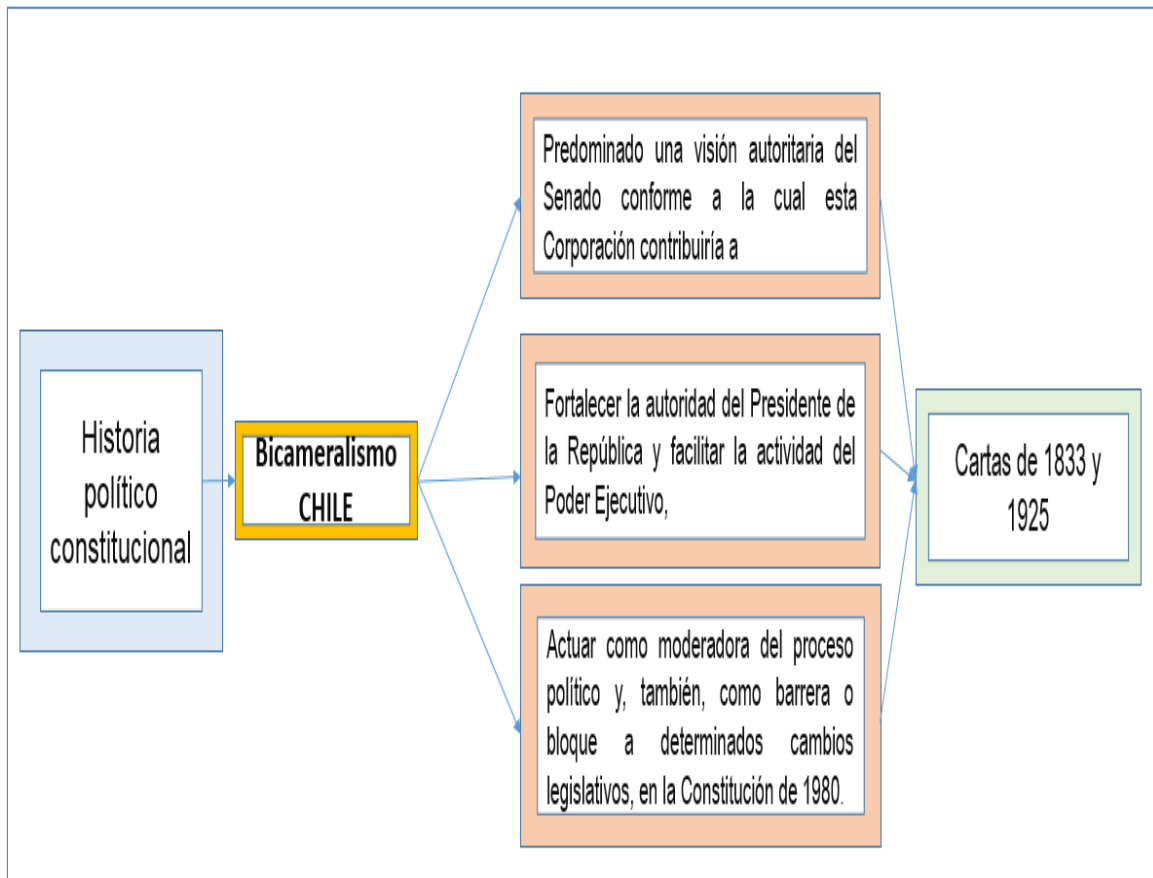 Historia
político
constitucional
Bicameralismo
CHILE
Predominado una visión autoritaria del
Senado conforme a la cual esta
Corporación contribuiría a
Fortalecer la autoridad del Presidente de
la República y facilitar la actividad del
Poder Ejecutivo,
Actuar como moderadora del proceso
político y, también, como barrera o
bloque a determinados cambios
legislativos, en la Constitución de 1980.
Cartas de 1833 y
1925